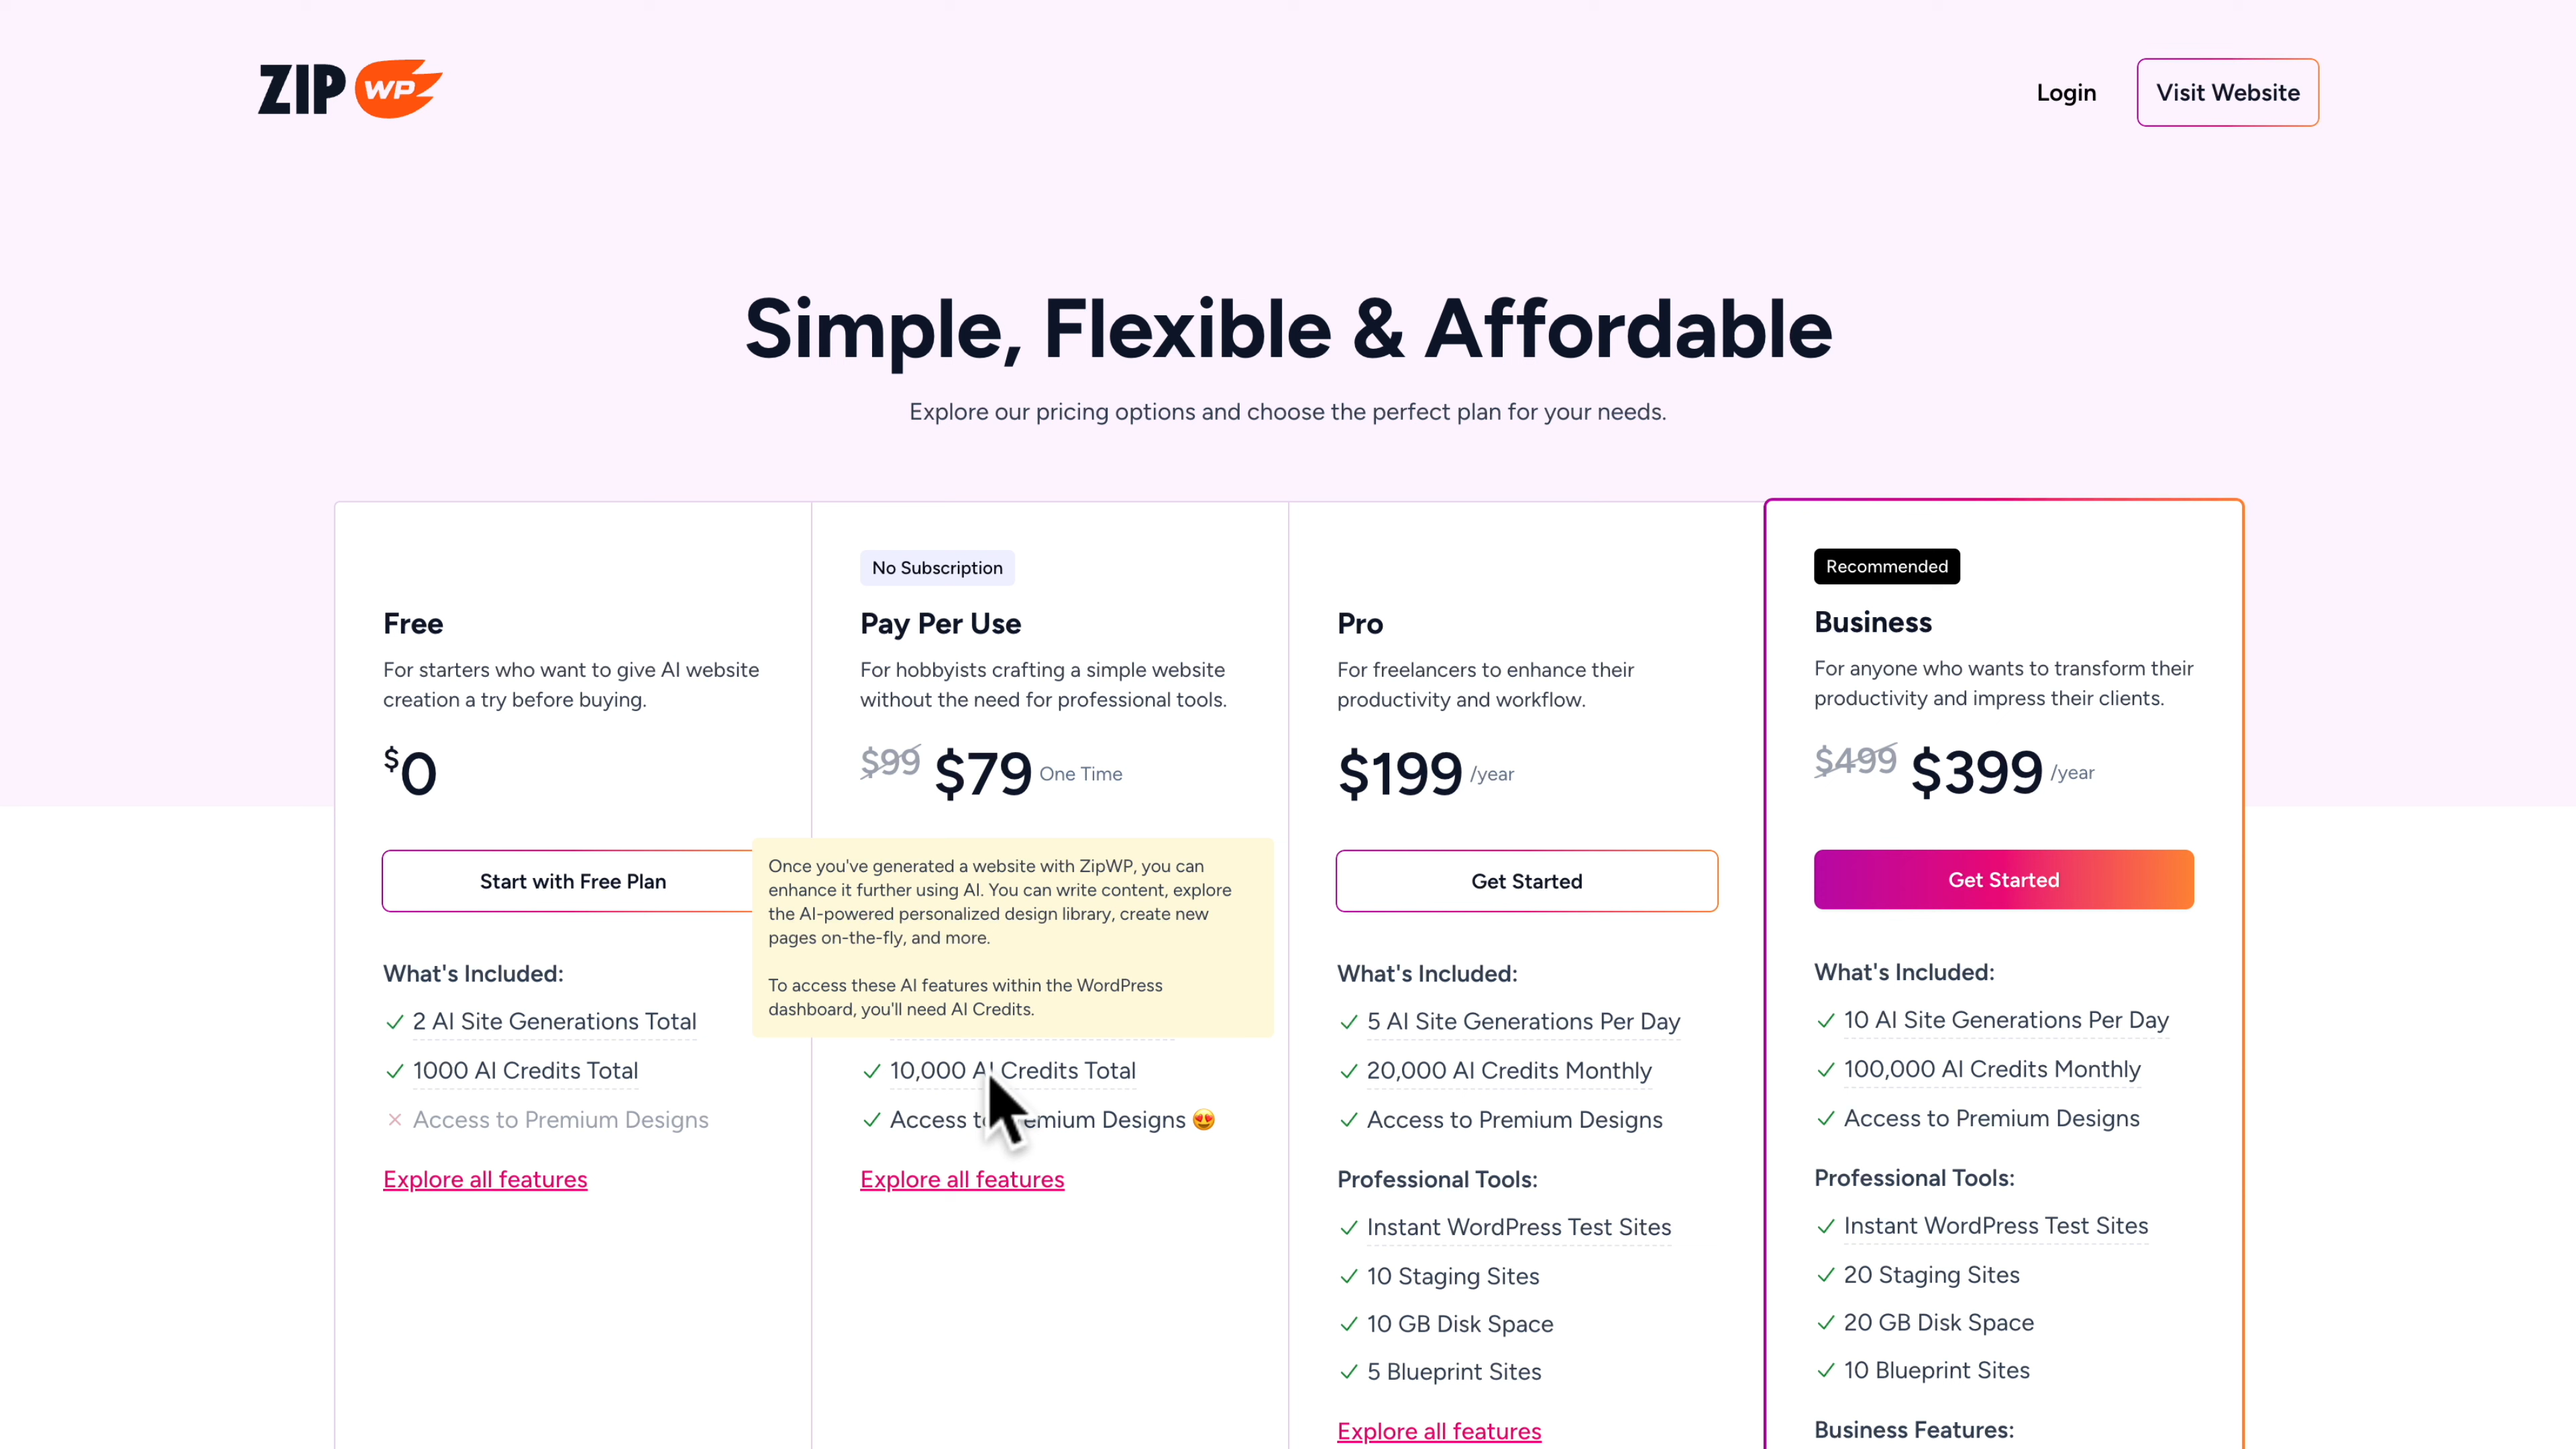 ZIP WP
Login
Visit Website
Simple, Flexible & Affordable
Explore our pricing options and choose the perfect plan for your needs.
Free
For starters who want to give AI website
creation a try before buying.
$0
Start with Free Plan
What's Included:
2 AI Site Generations Total
1000 AI Credits Total
Access to Premium Designs
Explore all features
No Subscription
Pay Per Use
For hobbyists crafting a simple website
without the need for professional tools.
$99 $79 One Time
Once you've generated a website with ZipWP, you can
enhance it further using AI. You can write content, explore
the AI-powered personalized design library, create new
pages on-the-fly, and more.
To access these AI features within the WordPress
dashboard, you'll need AI Credits.
10,000 AI Credits Total
Access to Premium Designs 😍
Explore all features
Pro
For freelancers to enhance their
productivity and workflow.
$199 /year
Get Started
What's Included:
5 AI Site Generations Per Day
20,000 AI Credits Monthly
Access to Premium Designs
Professional Tools:
Instant WordPress Test Sites
10 Staging Sites
10 GB Disk Space
5 Blueprint Sites
Explore all features
Recommended
Business
For anyone who wants to transform their
productivity and impress their clients.
$499 $399 /year
Get Started
What's Included:
10 AI Site Generations Per Day
100,000 AI Credits Monthly
Access to Premium Designs
Professional Tools:
Instant WordPress Test Sites
20 Staging Sites
20 GB Disk Space
10 Blueprint Sites
Business Features: